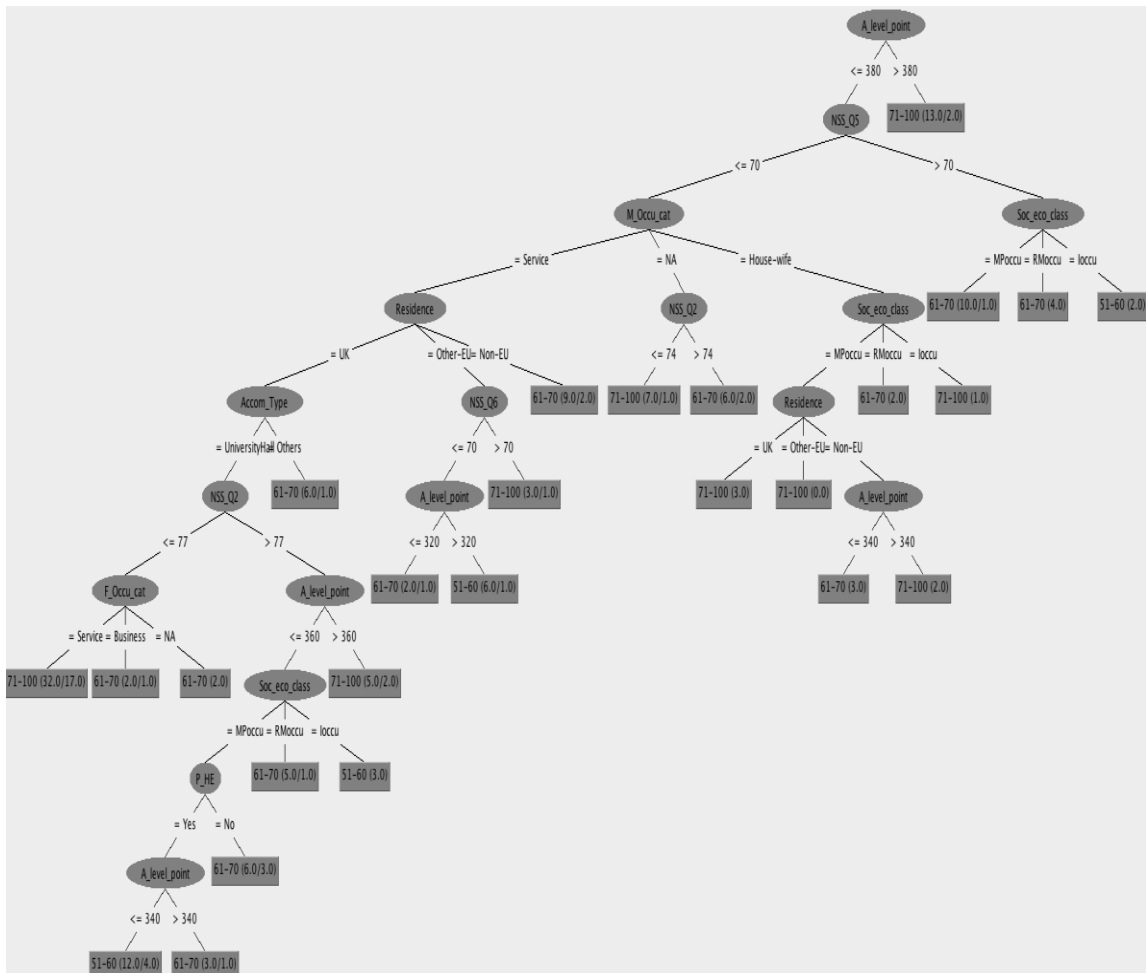 A_level_point
<= 380 > 380
NSS_Q5 71-100 (13.0/2.0)
<= 70 > 70
M_Occu_cat Soc_eco_class
= Service = NA = House-wife = MPoccu = RMoccu = Ioccu
Residence NSS_Q2 Soc_eco_class 61-70 (10.0/1.0) 61-70 (4.0) 51-60 (2.0)
= UK = Other-EU = Non-EU <= 74 > 74 = MPoccu = RMoccu = Ioccu
Accom_Type NSS_Q6 61-70 (9.0/2.0) 71-100 (7.0/1.0) 61-70 (6.0/2.0) Residence 61-70 (2.0) 71-100 (1.0)
= UniversityHall = Others <= 70 > 70 = UK = Other-EU = Non-EU
NSS_Q2 61-70 (6.0/1.0) A_level_point 71-100 (3.0/1.0) 71-100 (3.0) 71-100 (0.0) A_level_point
<= 77 > 77 <= 320 > 320 <= 340 > 340
F_Occu_cat A_level_point 61-70 (2.0/1.0) 51-60 (6.0/1.0) 61-70 (3.0) 71-100 (2.0)
= Service = Business = NA <= 360 > 360
71-100 (32.0/17.0) 61-70 (2.0/1.0) 61-70 (2.0) Soc_eco_class 71-100 (5.0/2.0)
= MPoccu = RMoccu = Ioccu
P_HE 61-70 (5.0/1.0) 51-60 (3.0)
= Yes = No
A_level_point 61-70 (6.0/3.0)
<= 340 > 340
51-60 (12.0/4.0) 61-70 (3.0/1.0)